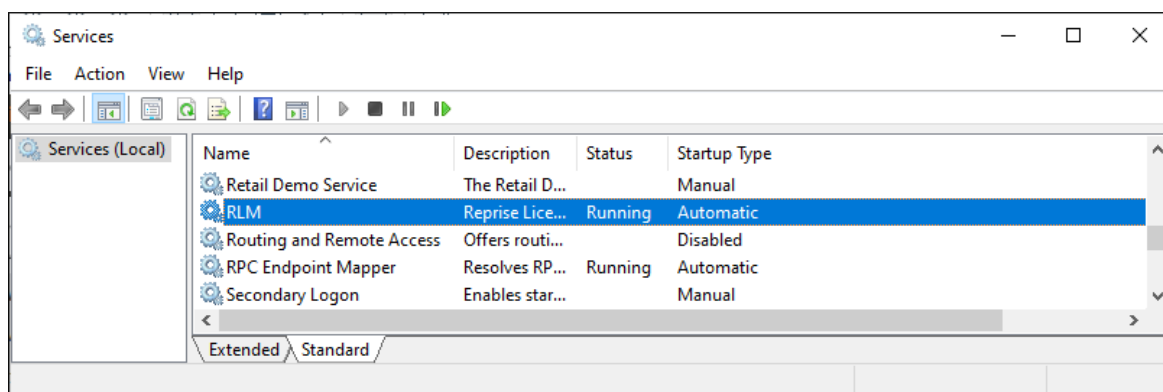 Services
File Action View Help
Services (Local)
Name Description Status Startup Type
Retail Demo Service The Retail D... Manual
RLM Reprise Lice... Running Automatic
Routing and Remote Access Offers routi... Disabled
RPC Endpoint Mapper Resolves RP... Running Automatic
Secondary Logon Enables star... Manual
Extended Standard